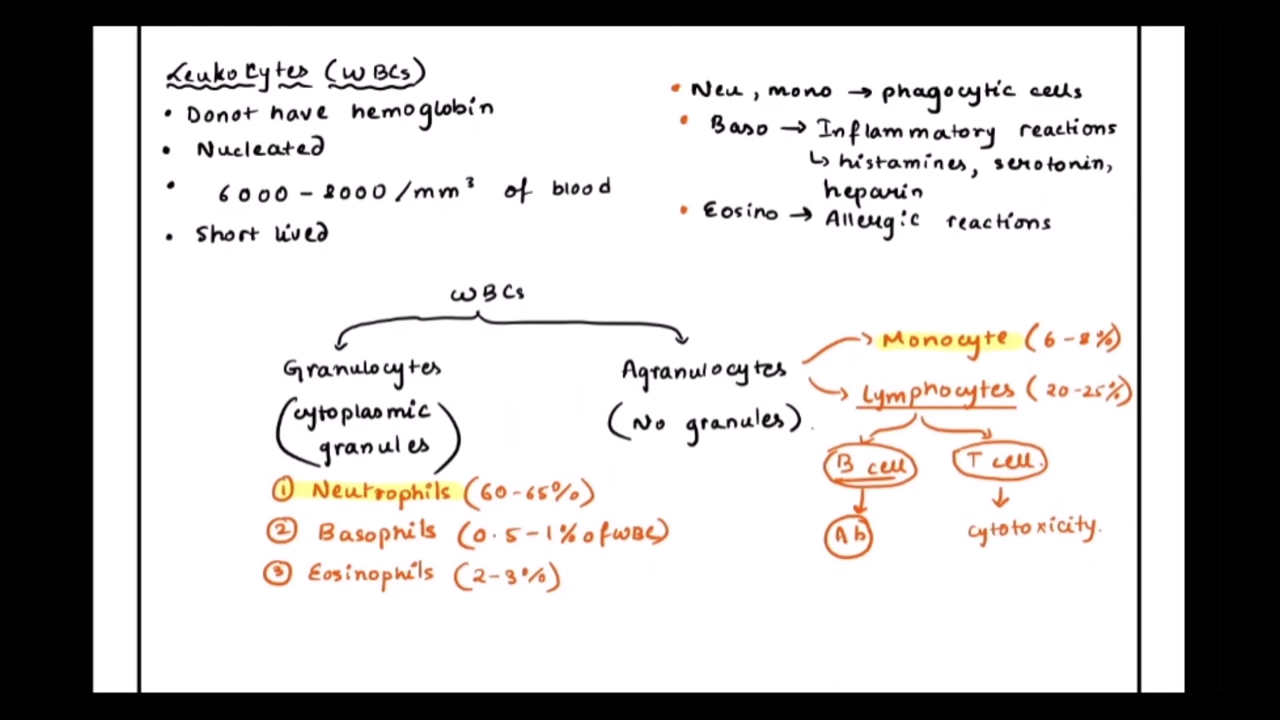 Leukocytes (WBCs)
• Donot have hemoglobin
• Nucleated
• 6000 - 8000/mm³ of blood
• Short lived
• Neu, mono → phagocytic cells
• Baso → Inflammatory reactions
↳ histamines, serotonin,
heparin
• Eosino → Allergic reactions
WBCs
Granulocytes
(cytoplasmic
granules)
① Neutrophils (60-65%)
② Basophils (0.5-1% of WBC)
③ Eosinophils (2-3%)
Agranulocytes
(No granules).
Monocyte (6-8%)
Lymphocytes (20-25%)
B cell
T cell.
Ab
cytotoxicity.